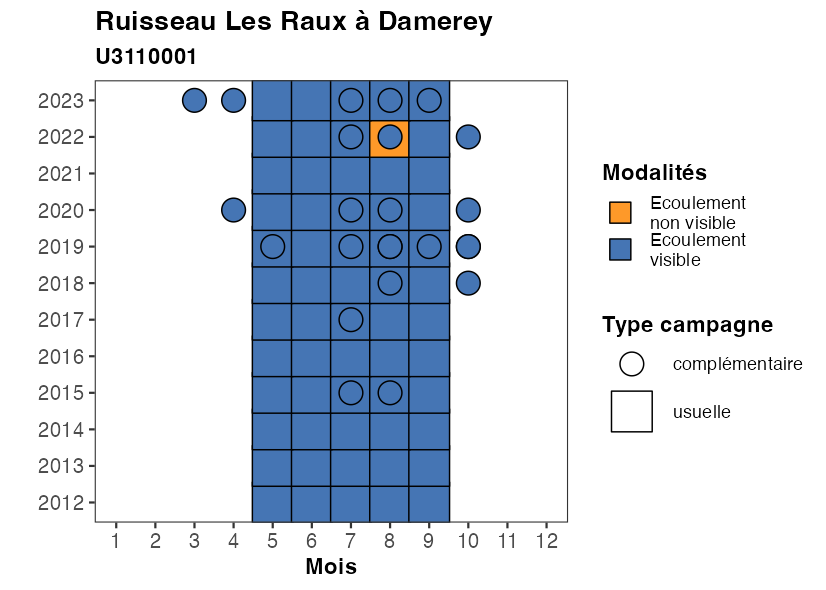 Ruisseau Les Raux à Damerey
U3110001
2023
2022
2021
2020
2019
2018
2017
2016
2015
2014
2013
2012
1 2 3 4 5 6 7 8 9 10 11 12
Mois
Modalités
Ecoulement
non visible
Ecoulement
visible
Type campagne
complémentaire
usuelle